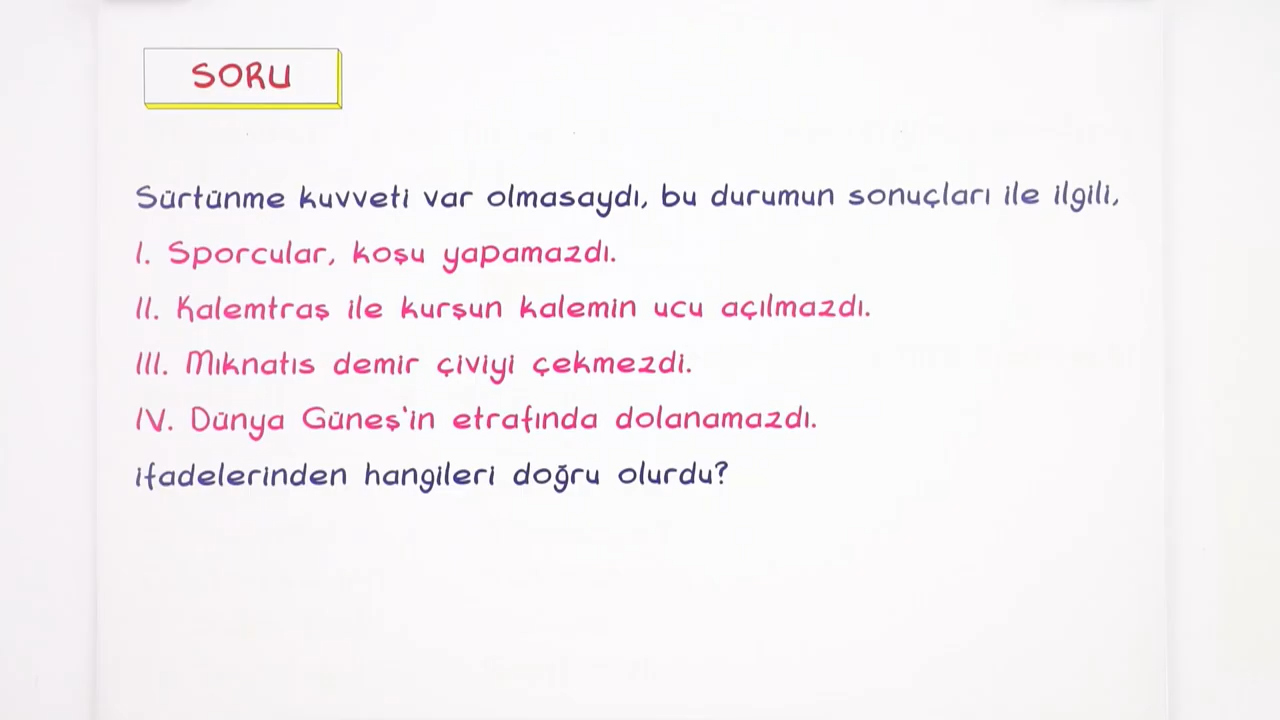 SORU
Sürtünme kuvveti var olmasaydı, bu durumun sonuçları ile ilgili,
I. Sporcular, koşu yapamazdı.
II. Kalemtraş ile kurşun kalemin ucu açılmazdı.
III. Mıknatıs demir çiviyi çekmezdi.
IV. Dünya Güneş'in etrafında dolanamazdı.
ifadelerinden hangileri doğru olurdu?